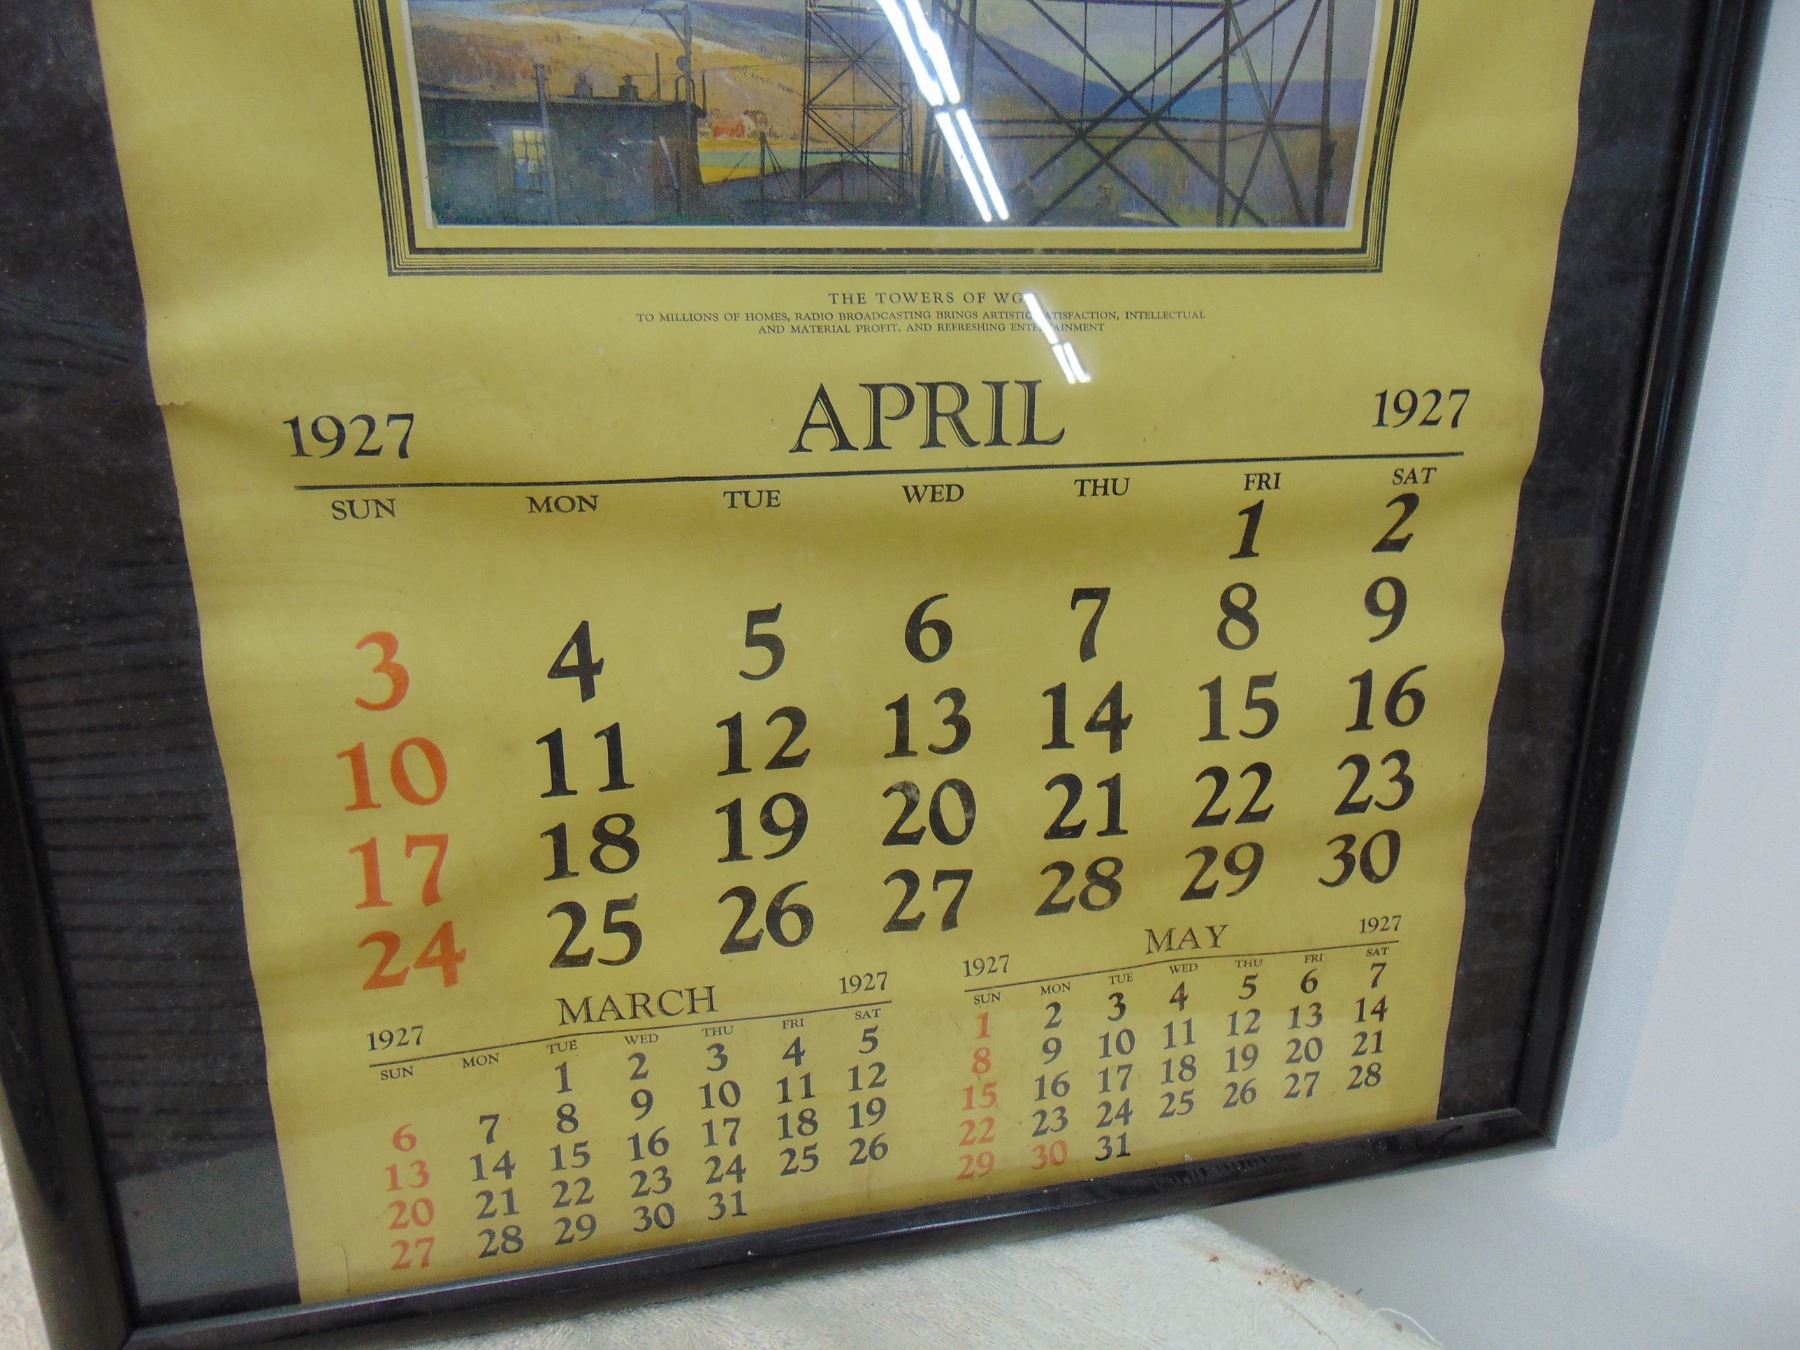 THE TOWERS OF
TO MILLIONS OF HOMES, RADIO BROADCASTING BRINGS INTELLECTUAL
AND MATERIAL PROFIT, AND REFRESHING
1927 APRIL 1927
SUN MON TUE WED THU FRI SAT
1 2
3 4 5 6 7 8 9
10 11 12 13 14 15 16
17 18 19 20 21 22 23
24 25 26 27 28 29 30
1927 MARCH 1927
SUN MON TUE WED THU FRI SAT
1 2 3 4 5
6 7 8 9 10 11 12
13 14 15 16 17 18 19
20 21 22 23 24 25 26
27 28 29 30 31
1927 MAY 1927
SUN MON TUE WED THU FRI SAT
1 2 3 4 5 6 7
8 9 10 11 12 13 14
15 16 17 18 19 20 21
22 23 24 25 26 27 28
29 30 31